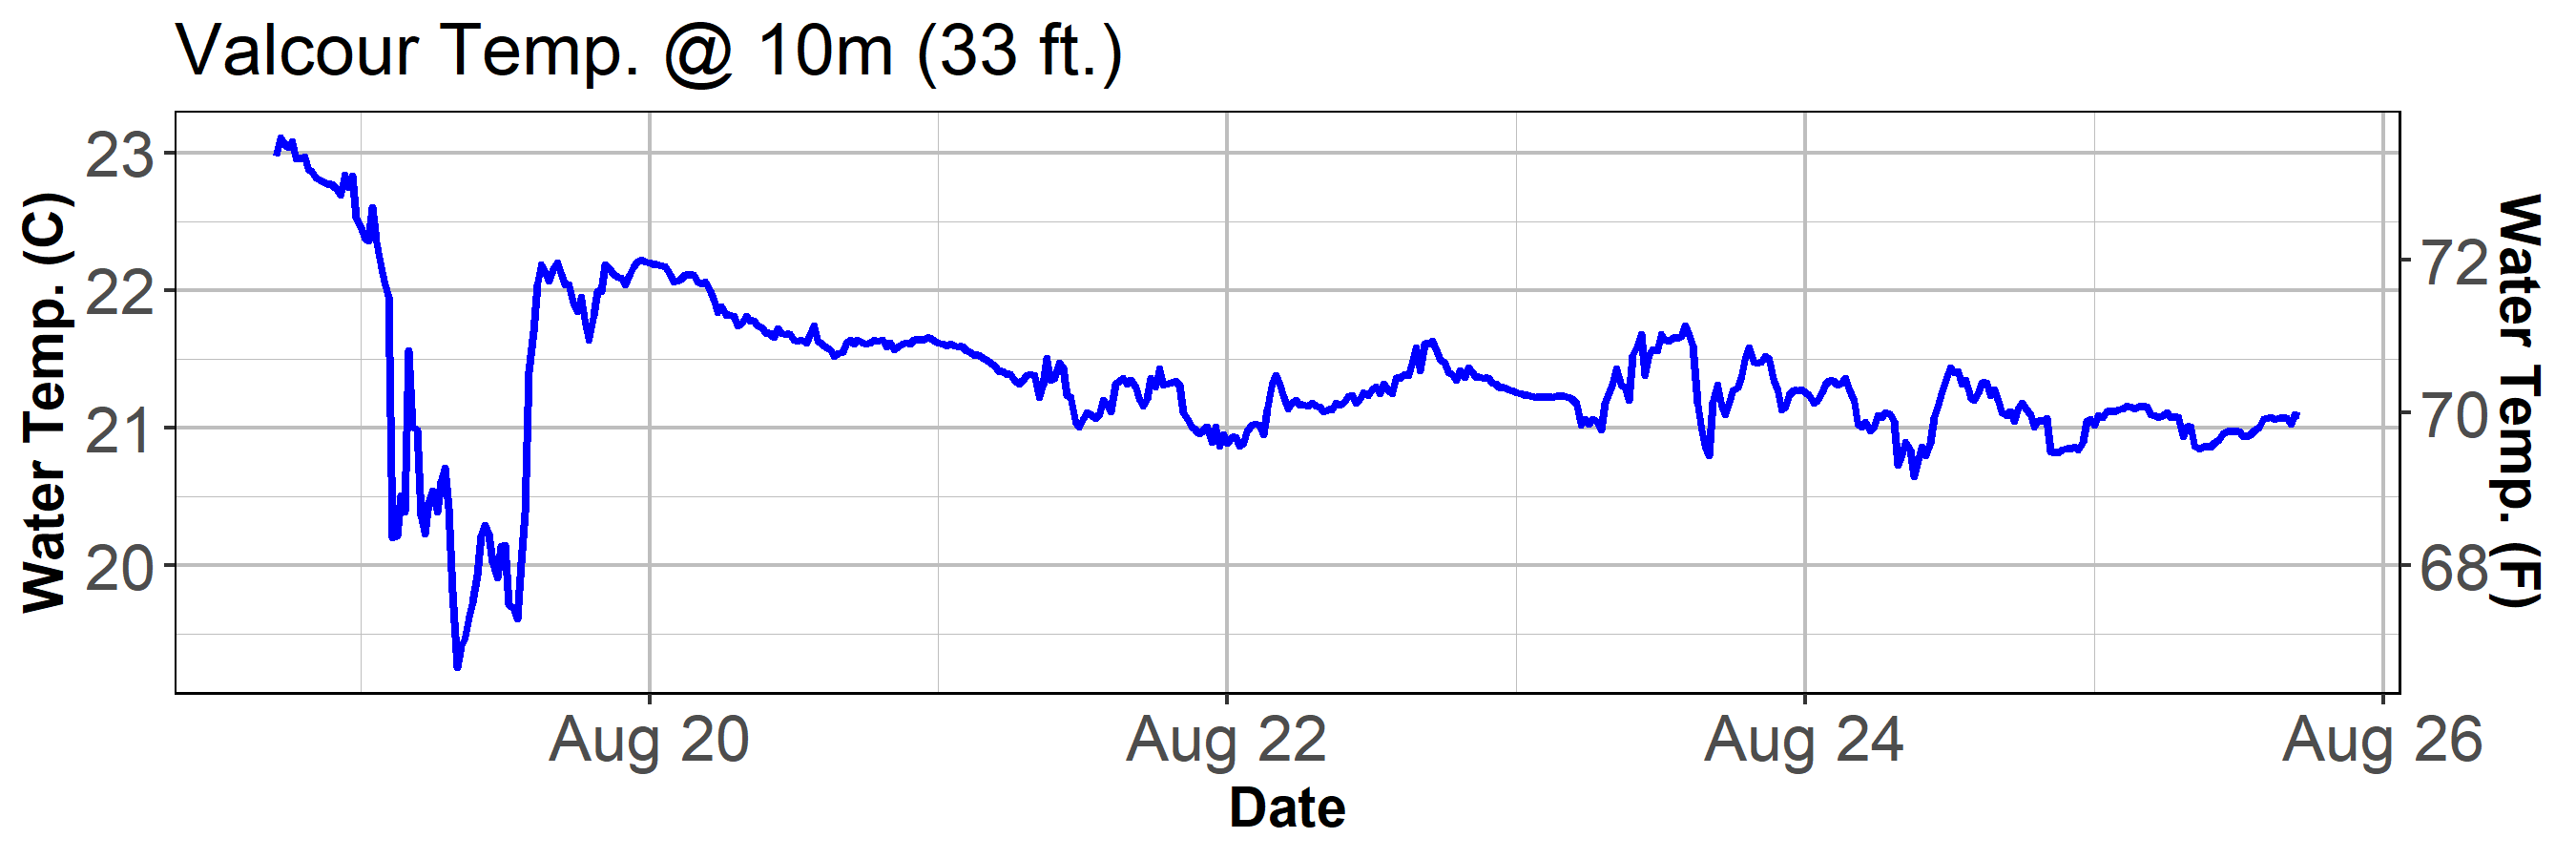 Valcour Temp. @ 10m (33 ft.)
Water Temp. (C)
23
22
21
20
72
70
68
Water Temp. (F)
Aug 20 Aug 22 Aug 24 Aug 26
Date